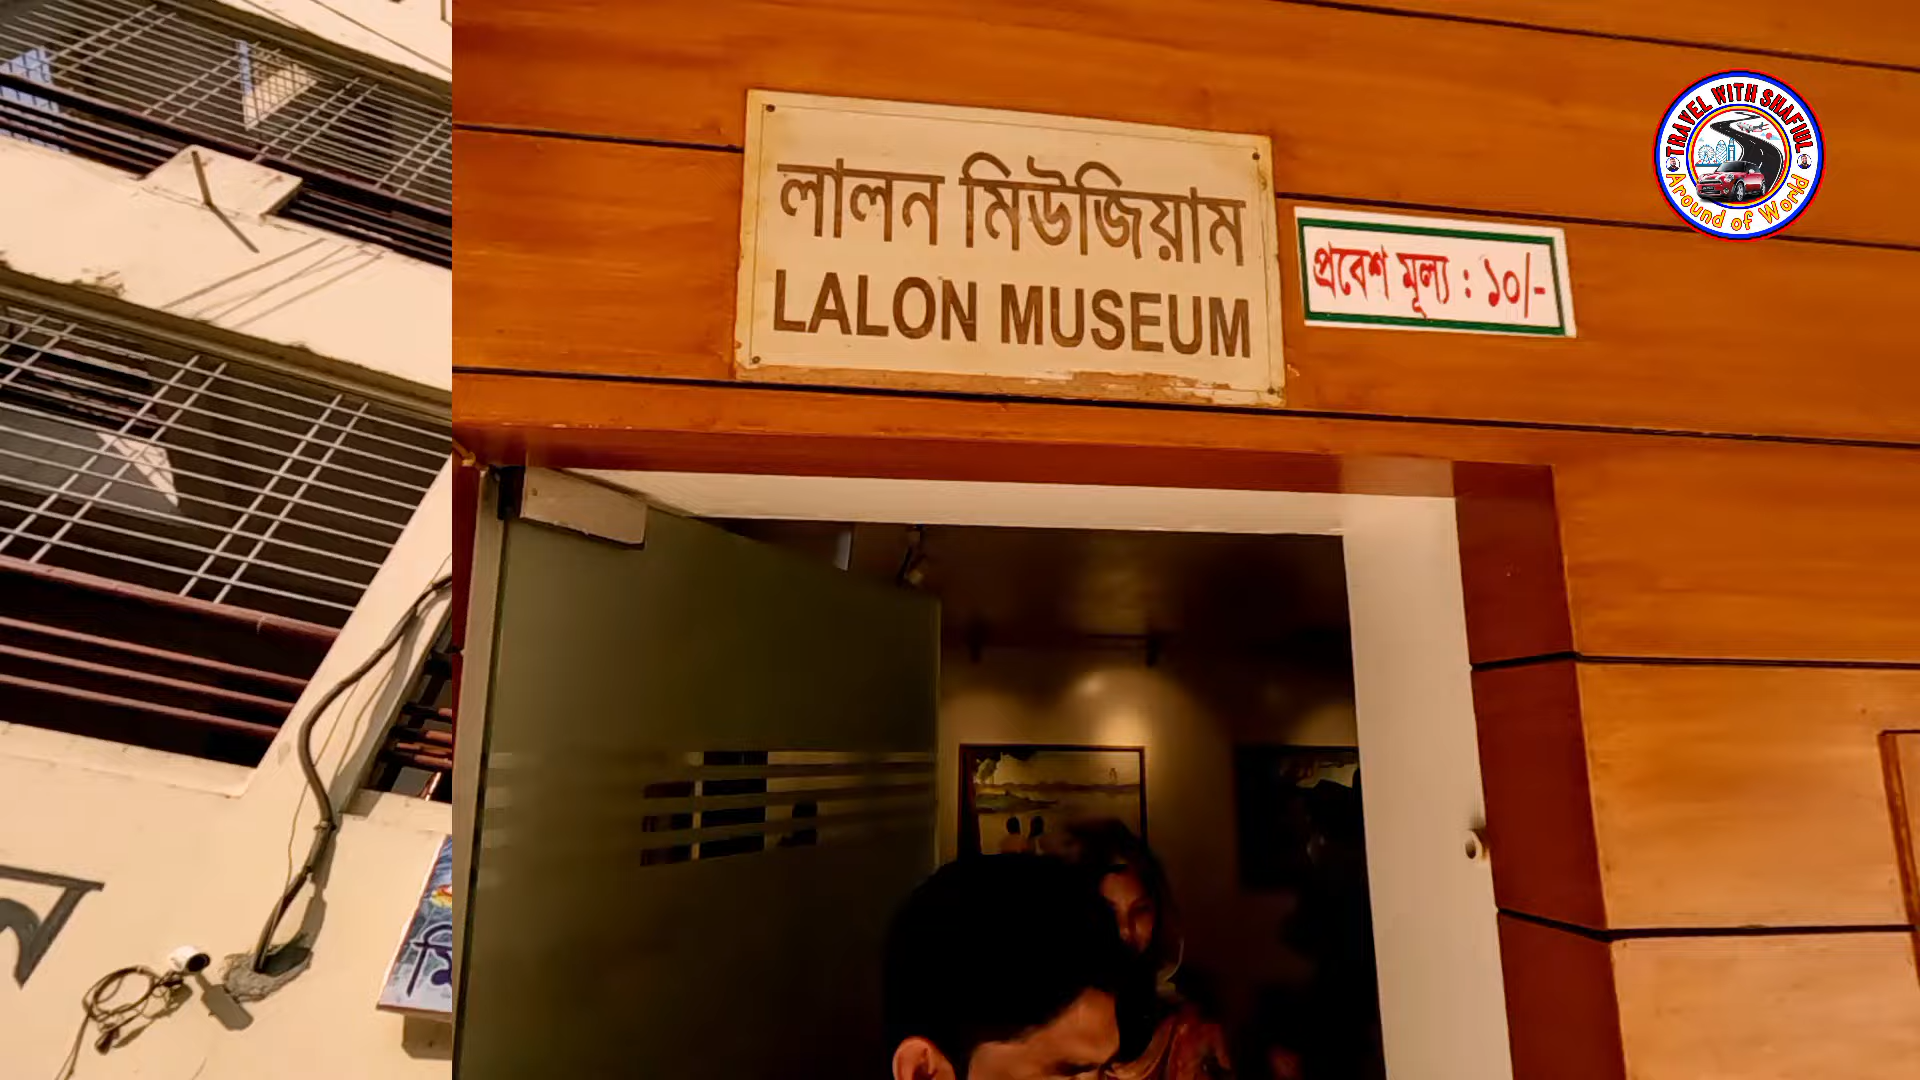 লালন মিউজিয়াম
LALON MUSEUM
প্রবেশ মূল্য : ১০/-
TRAVEL WITH SHAFIUL
Around of World